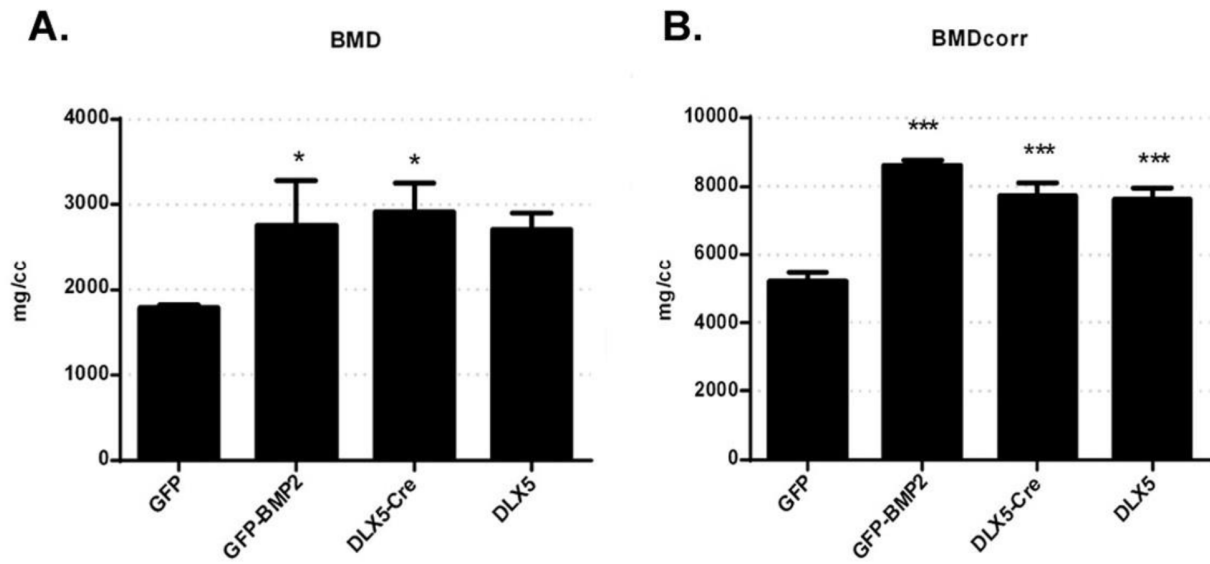 A.
BMD
mg/cc
4000
3000
2000
1000
0
* *
GFP
GFP-BMP2
DLX5-Cre
DLX5
B.
BMDcorr
mg/cc
10000
8000
6000
4000
2000
0
*** *** ***
GFP
GFP-BMP2
DLX5-Cre
DLX5